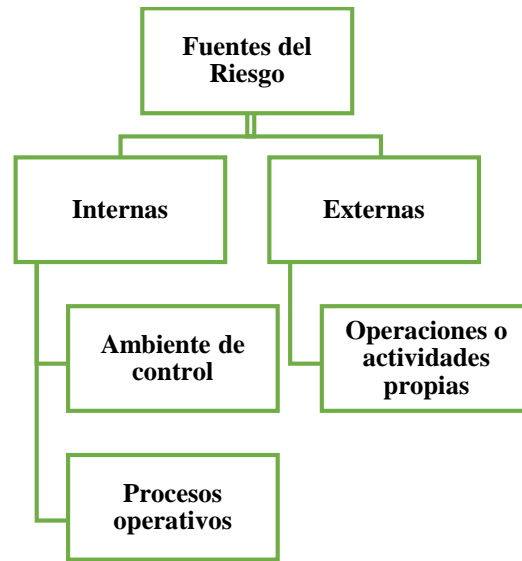 Fuentes del
Riesgo
Internas
Externas
Ambiente de
control
Operaciones o
actividades
propias
Procesos
operativos